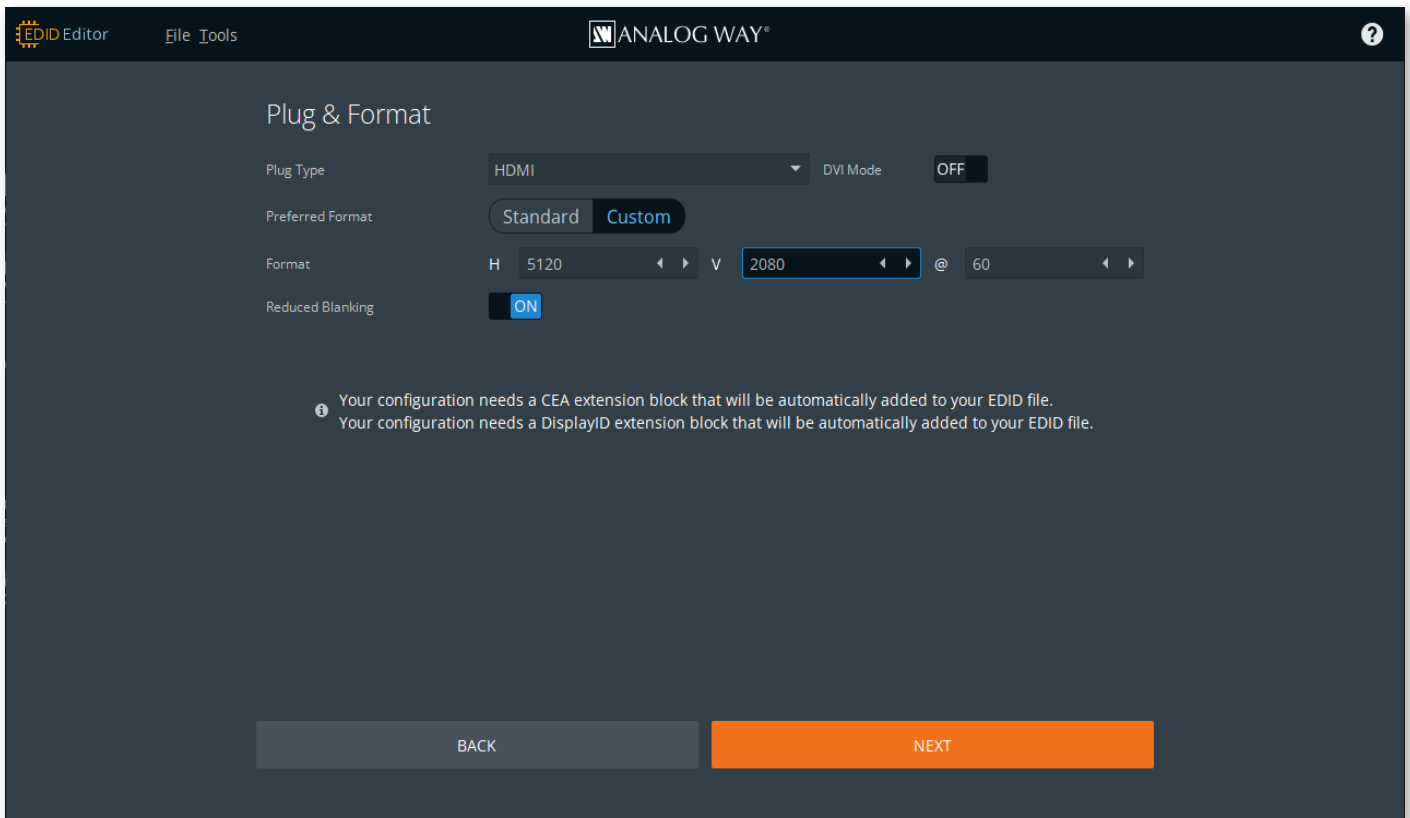 EDID Editor File Tools ANALOG WAY® ?
Plug & Format
Plug Type HDMI DVI Mode OFF
Preferred Format Standard Custom
Format H 5120 V 2080 @ 60
Reduced Blanking ON
Your configuration needs a CEA extension block that will be automatically added to your EDID file.
Your configuration needs a DisplayID extension block that will be automatically added to your EDID file.
BACK NEXT